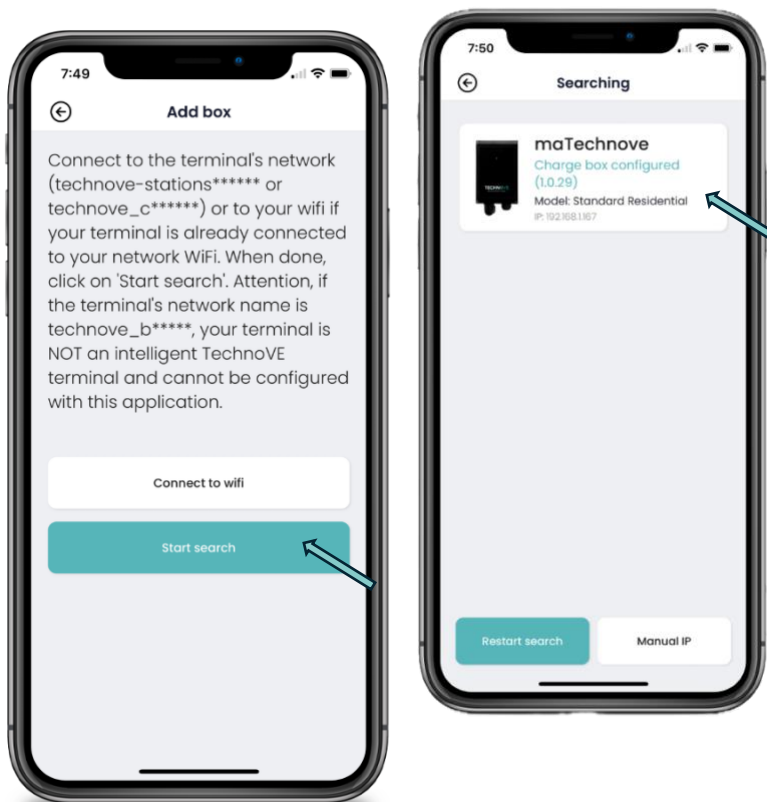 7:49
Add box
Connect to the terminal's network
(technove-stations****** or
technove_c******) or to your wifi if
your terminal is already connected
to your network WiFi. When done,
click on 'Start search'. Attention, if
the terminal's network name is
technove_b*****, your terminal is
NOT an intelligent TechnoVE
terminal and cannot be configured
with this application.
Connect to wifi
Start search
7:50
Searching
maTechnove
Charge box configured
(1.0.29)
Model: Standard Residential
IP: 192.168.1.167
TECHNOVE
Restart search
Manual IP